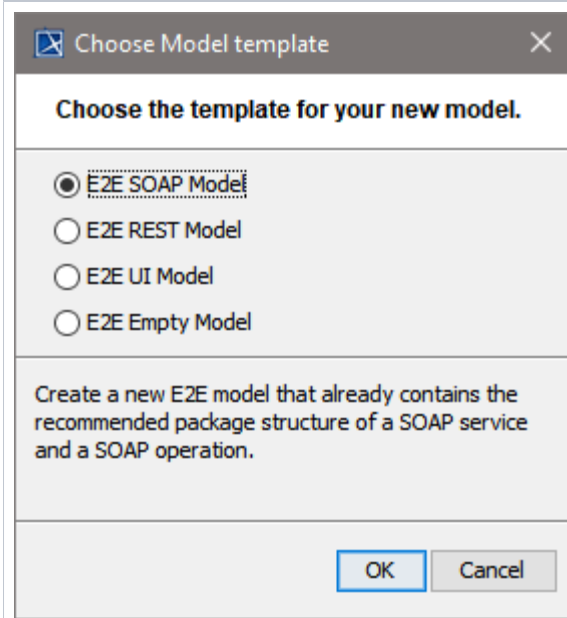 Choose Model template
Choose the template for your new model.
E2E SOAP Model
E2E REST Model
E2E UI Model
E2E Empty Model
Create a new E2E model that already contains the
recommended package structure of a SOAP service
and a SOAP operation.
OK Cancel